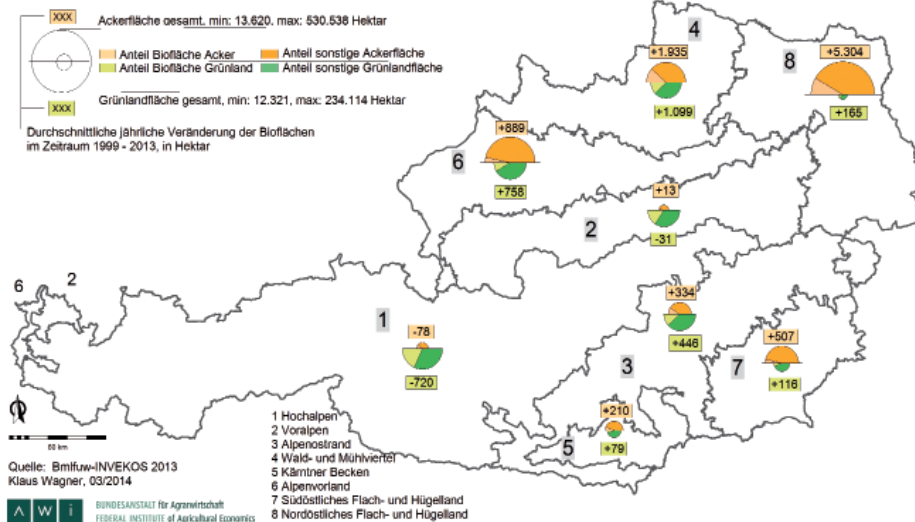 XXX
Ackerfläche gesamt, min: 13.620, max: 530.538 Hektar
Anteil Biofläche Acker
Anteil sonstige Ackerfläche
Anteil Biofläche Grünland
Anteil sonstige Grünlandfläche
XXX
Grünlandfläche gesamt, min: 12.321, max: 234.114 Hektar
Durchschnittliche jährliche Veränderung der Bioflächen
im Zeitraum 1999 - 2013, in Hektar
4
+1.935
+1.099
8
+5.304
+165
6
+889
+758
2
+13
-31
6
2
1
-78
-720
+334
+446
3
7
+507
+116
5
+210
+79
60 km
1 Hochalpen
2 Voralpen
3 Alpenostrand
4 Wald- und Mühlviertel
5 Kärntner Becken
6 Alpenvorland
7 Südöstliches Flach- und Hügelland
8 Nordöstliches Flach- und Hügelland
Quelle: Bmlfuw-INVEKOS 2013
Klaus Wagner, 03/2014
AWi
BUNDESANSTALT für Agrarwirtschaft
FEDERAL INSTITUTE of Agricultural Economics